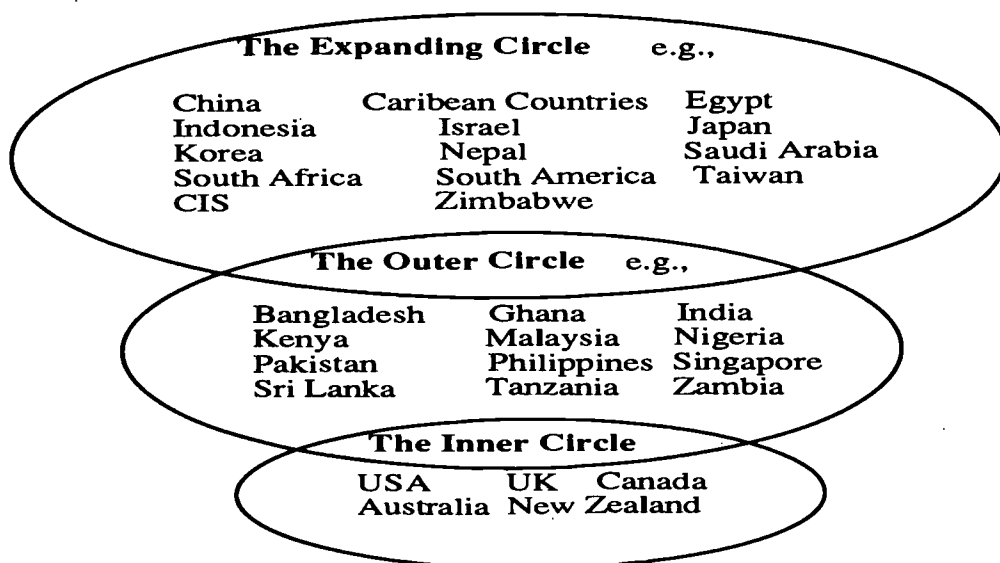 The Expanding Circle e.g.,
China Caribean Countries Egypt
Indonesia Israel Japan
Korea Nepal Saudi Arabia
South Africa South America Taiwan
CIS Zimbabwe
The Outer Circle e.g.,
Bangladesh Ghana India
Kenya Malaysia Nigeria
Pakistan Philippines Singapore
Sri Lanka Tanzania Zambia
The Inner Circle
USA UK Canada
Australia New Zealand